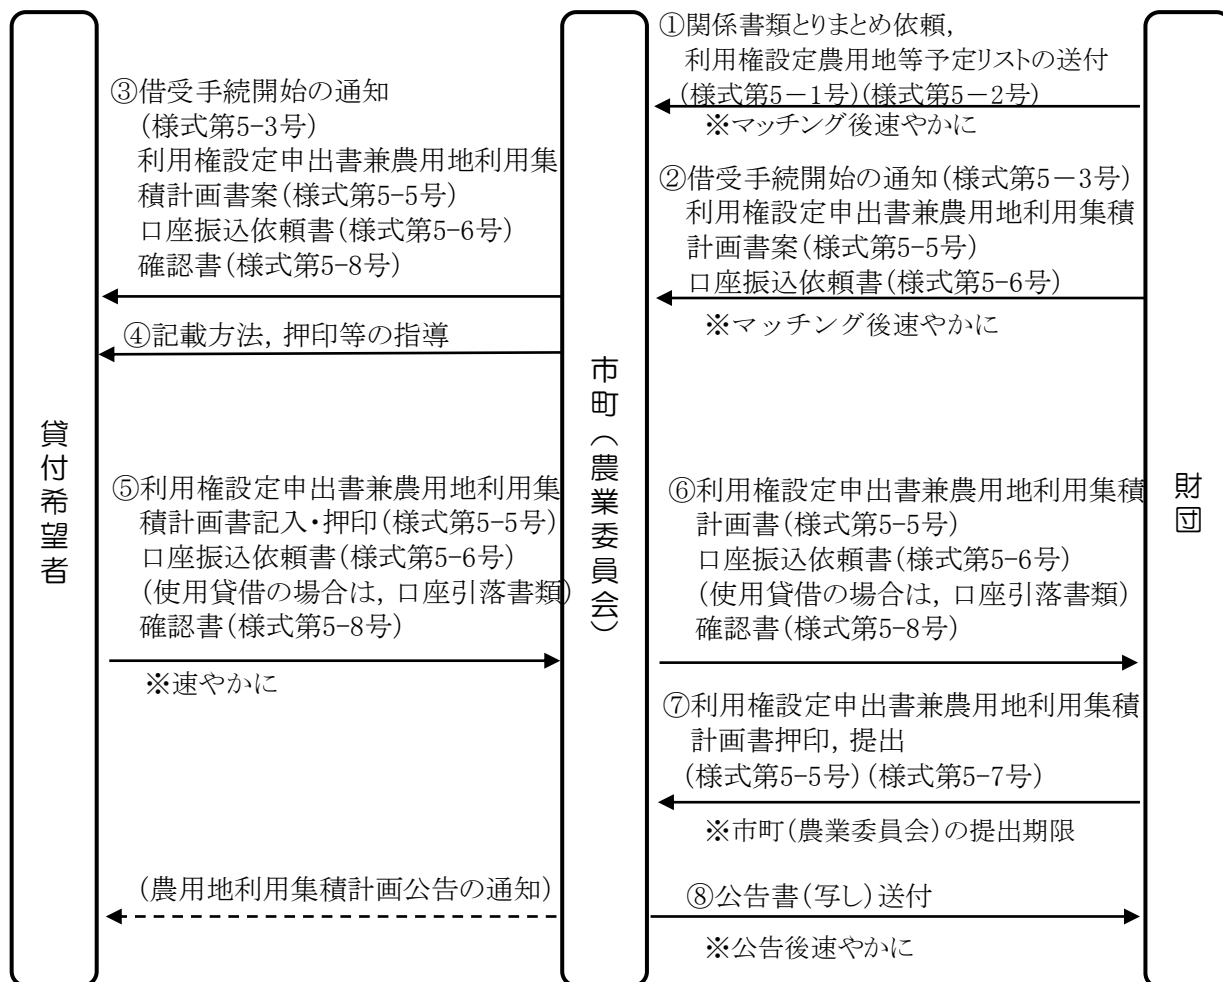 ①関係書類とりまとめ依頼,
利用権設定農用地等予定リストの送付
(様式第5－1号)(様式第5－2号)
※マッチング後速やかに
②借受手続開始の通知(様式第5－3号)
利用権設定申出書兼農用地利用集積
計画書案(様式第5-5号)
口座振込依頼書(様式第5-6号)
※マッチング後速やかに
③借受手続開始の通知
(様式第5-3号)
利用権設定申出書兼農用地利用集
積計画書案(様式第5-5号)
口座振込依頼書(様式第5-6号)
確認書(様式第5-8号)
④記載方法, 押印等の指導
貸付希望者
市町(農業委員会)
財団
⑤利用権設定申出書兼農用地利用集
積計画書記入・押印(様式第5-5号)
口座振込依頼書(様式第5-6号)
(使用貸借の場合は, 口座引落書類)
確認書(様式第5-8号)
※速やかに
⑥利用権設定申出書兼農用地利用集積
計画書(様式第5-5号)
口座振込依頼書(様式第5-6号)
(使用貸借の場合は, 口座引落書類)
確認書(様式第5-8号)
⑦利用権設定申出書兼農用地利用集積
計画書押印, 提出
(様式第5-5号)(様式第5-7号)
※市町(農業委員会)の提出期限
(農用地利用集積計画公告の通知)
⑧公告書(写し)送付
※公告後速やかに